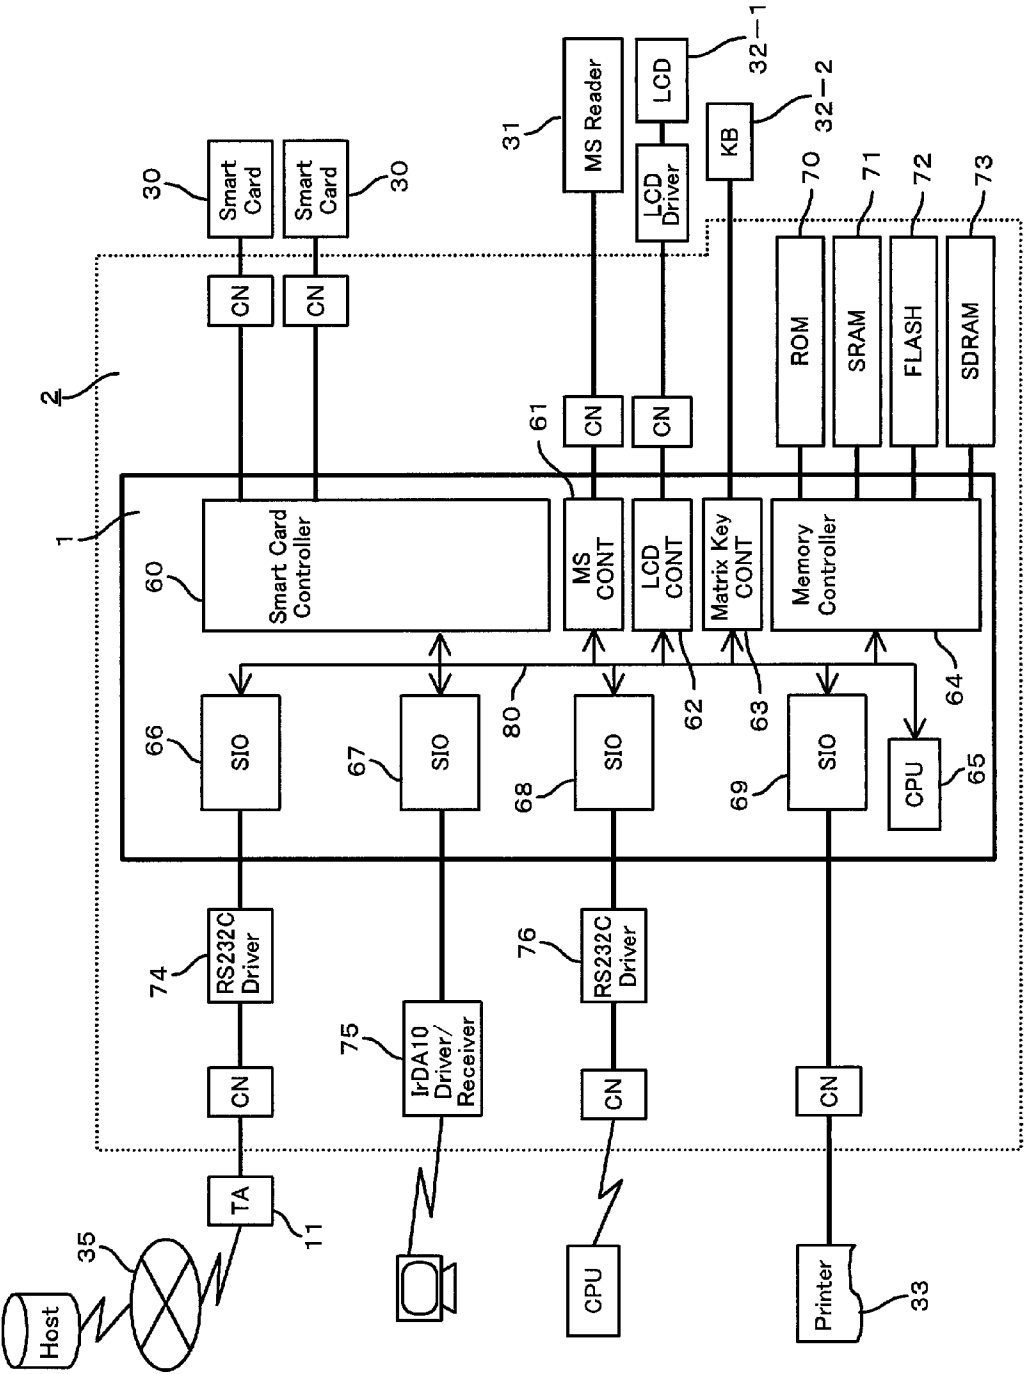 Host
35
TA
11
CN
RS232C
Driver
74
SIO
66
IrDA10
Driver/
Receiver
75
SIO
67
CPU
CN
RS232C
Driver
76
SIO
68
Printer
33
CN
SIO
69
CPU
65
80
1
2
60
Smart Card
Controller
CN
Smart
Card
30
CN
Smart
Card
30
MS
CONT
61
CN
MS Reader
31
LCD
CONT
62
CN
LCD
Driver
LCD
32-1
Matrix Key
CONT
63
KB
32-2
Memory
Controller
64
ROM
70
SRAM
71
FLASH
72
SDRAM
73